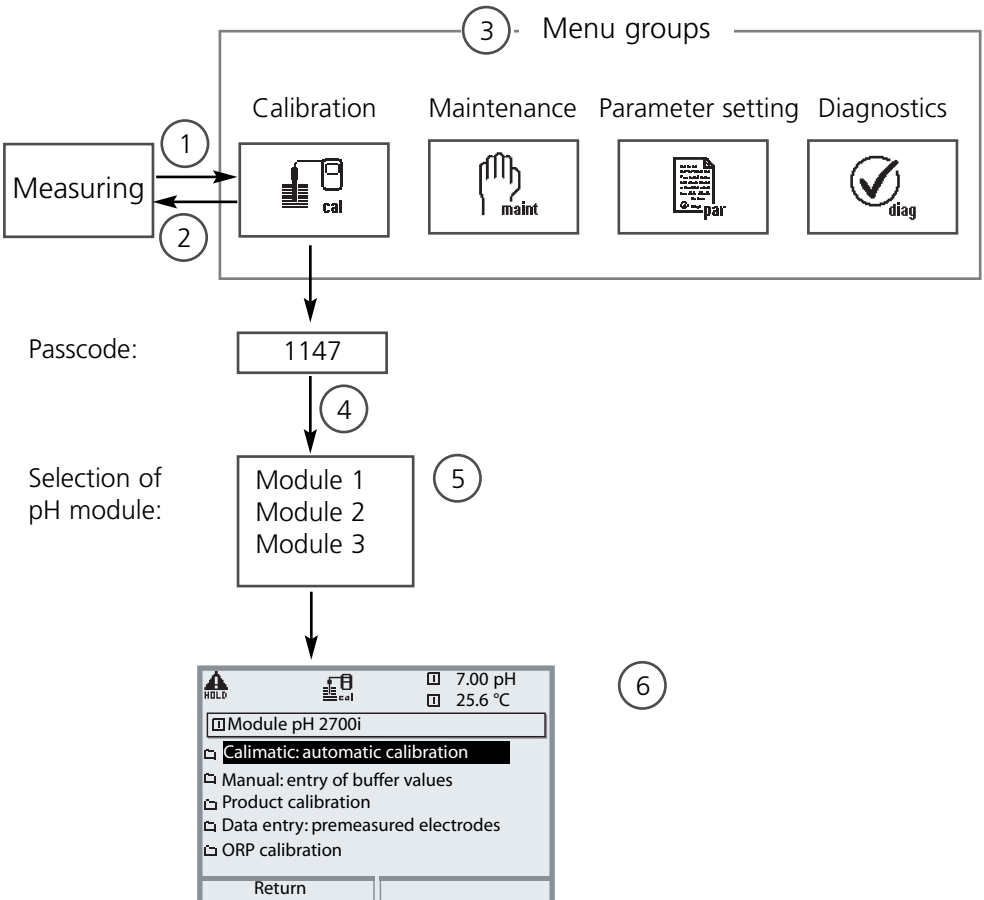 3 Menu groups
Calibration Maintenance Parameter setting Diagnostics
1
Measuring
cal maint par diag
2
Passcode: 1147
4
Selection of
pH module:
Module 1
Module 2
Module 3
5
6
HOLD cal 7.00 pH
25.6 °C
Module pH 2700i
Calimatic: automatic calibration
Manual: entry of buffer values
Product calibration
Data entry: premeasured electrodes
ORP calibration
Return